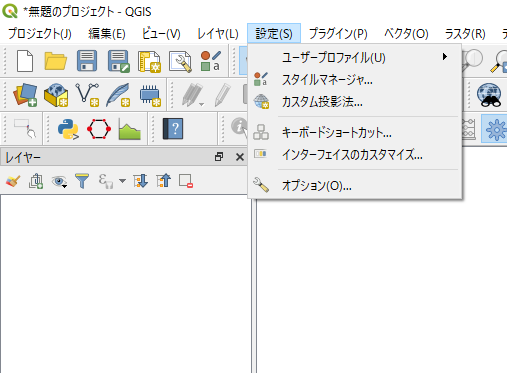 *無題のプロジェクト - QGIS
プロジェクト(J) 編集(E) ビュー(V) レイヤ(L) 設定(S) プラグイン(P) ベクタ(O) ラスタ(R)
ユーザープロファイル(U)
スタイルマネージャ...
カスタム投影法...
キーボードショートカット...
インターフェイスのカスタマイズ...
オプション(O)...
レイヤー